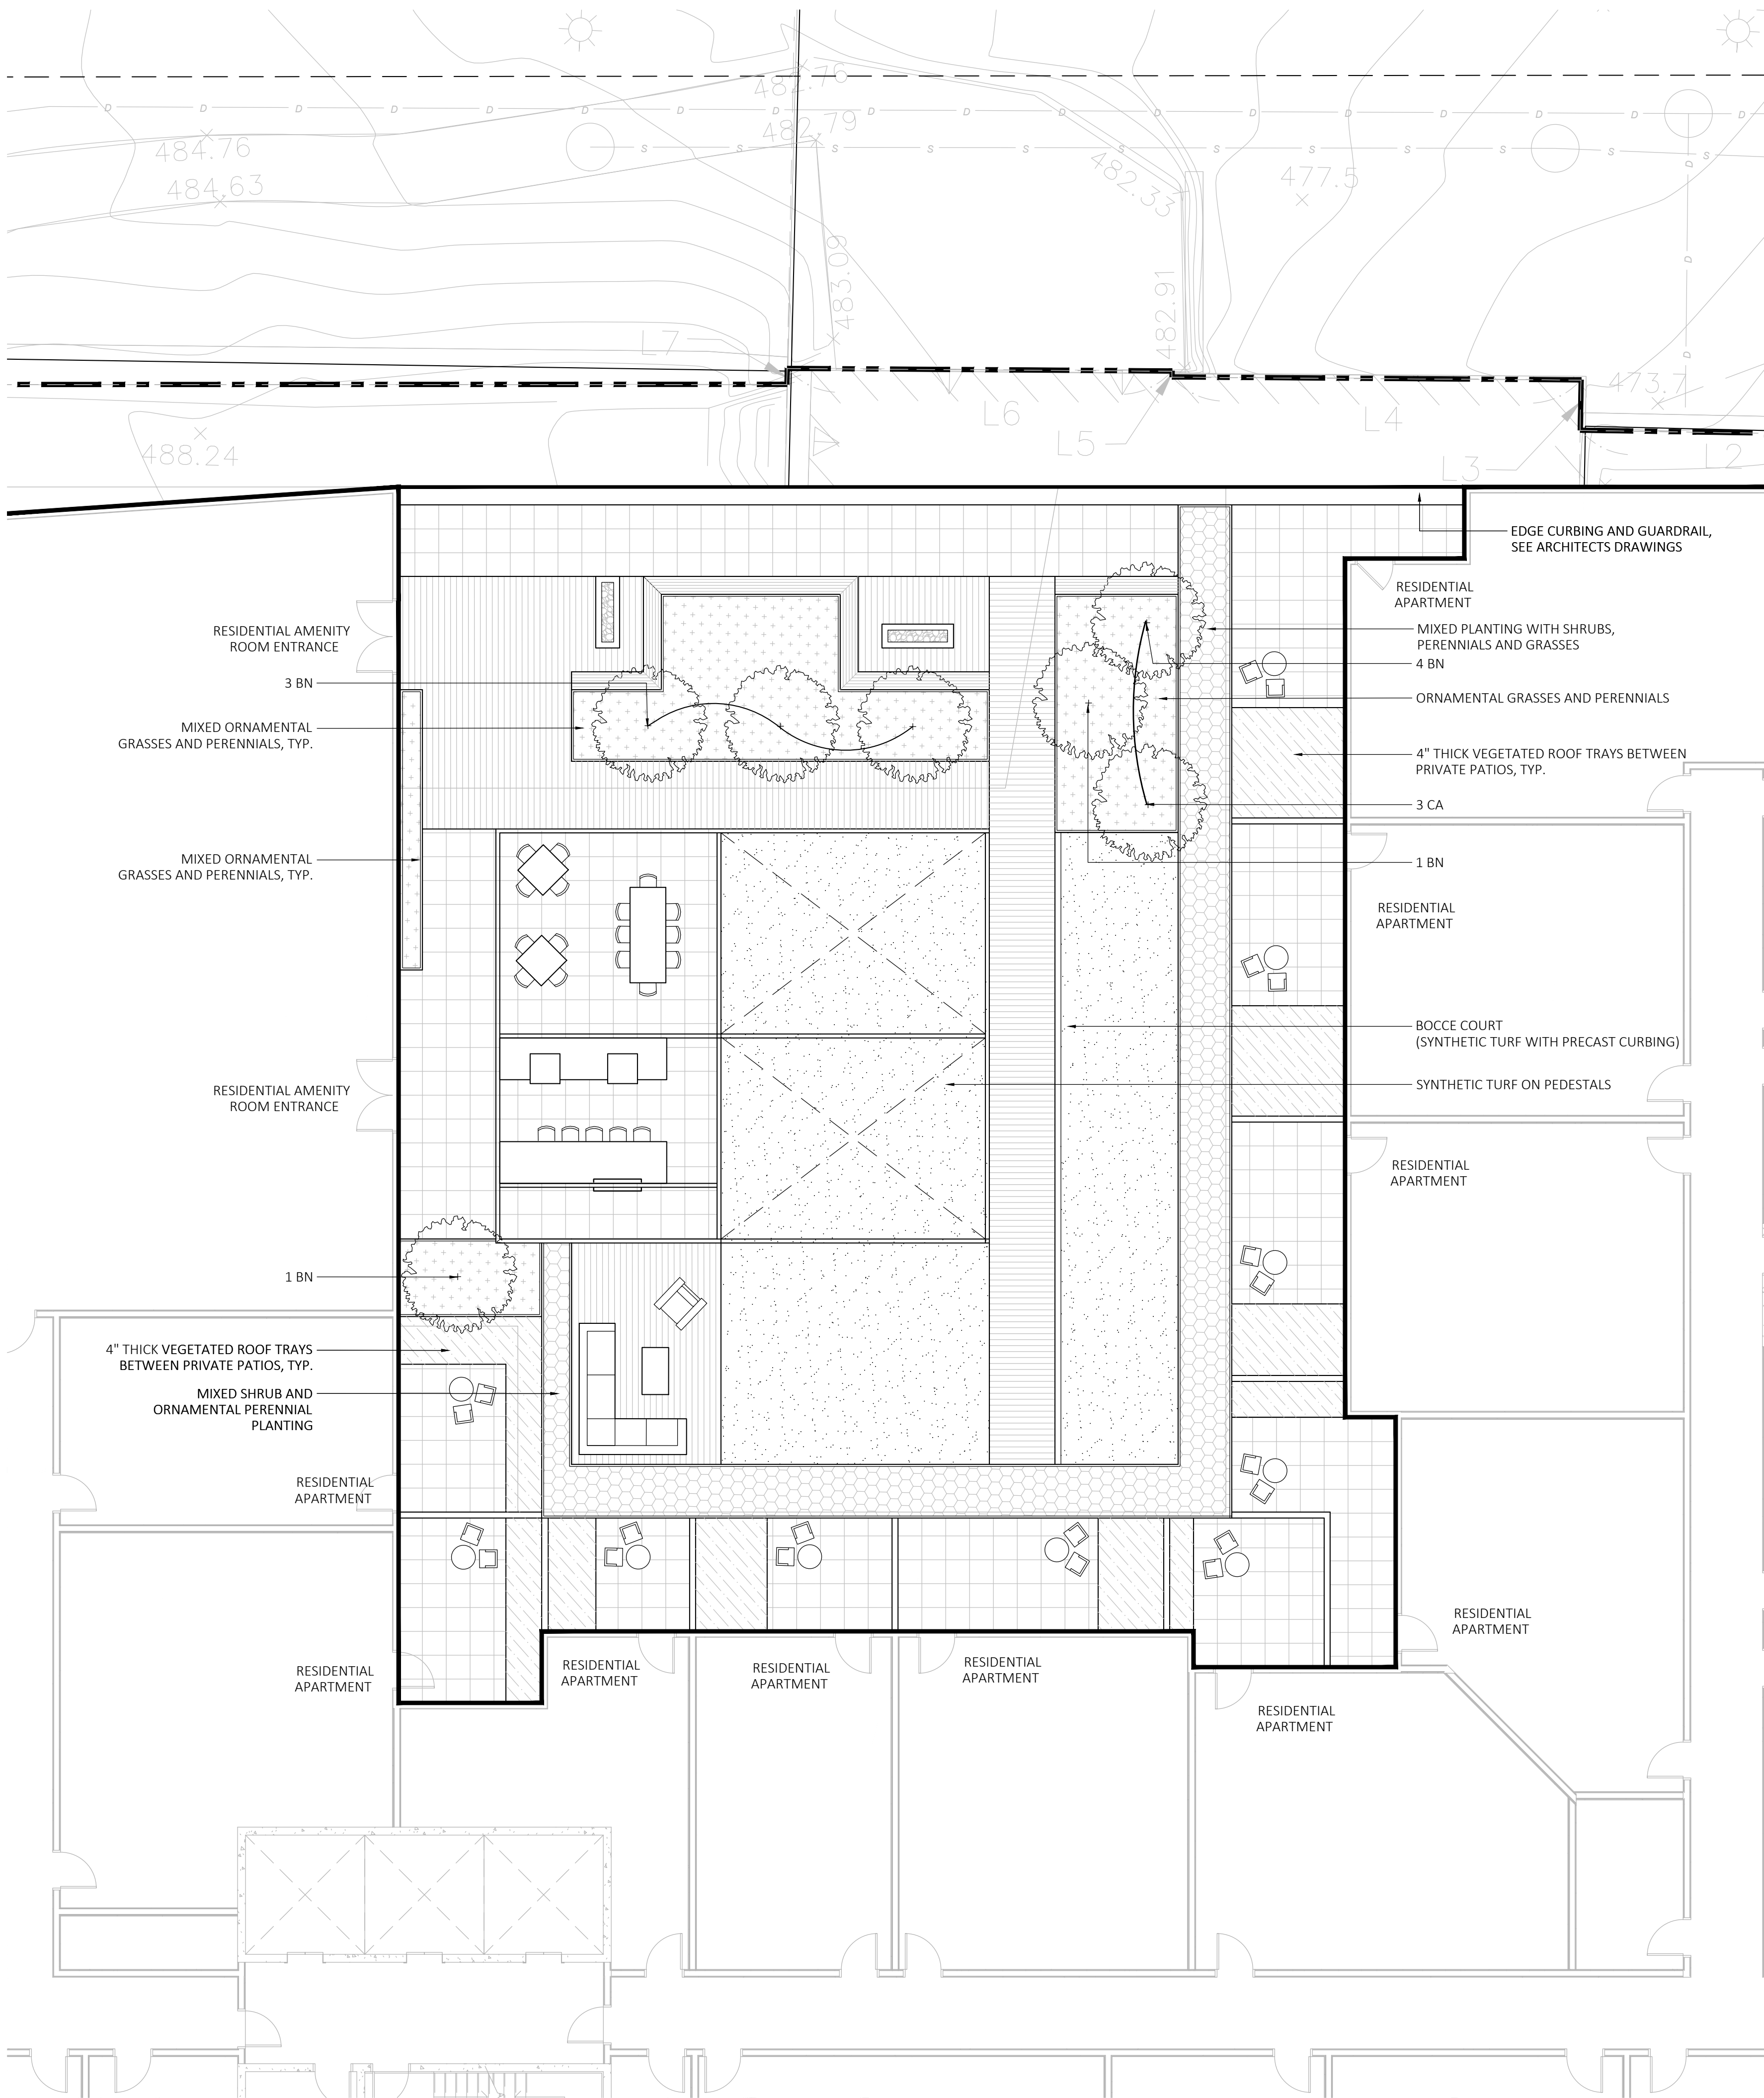 482.76
D D D D D D D D D D D D D D D D D D
482.79
484.76
S S S S S S S S S S S S
482.33
477.5
484.63
D
D
D
483.09
482.91
L7
473.7
L6
L4
L5
L3
L2
488.24
EDGE CURBING AND GUARDRAIL,
SEE ARCHITECTS DRAWINGS
RESIDENTIAL
APARTMENT
RESIDENTIAL AMENITY
ROOM ENTRANCE
MIXED PLANTING WITH SHRUBS,
PERENNIALS AND GRASSES
4 BN
3 BN
ORNAMENTAL GRASSES AND PERENNIALS
MIXED ORNAMENTAL
GRASSES AND PERENNIALS, TYP.
4" THICK VEGETATED ROOF TRAYS BETWEEN
PRIVATE PATIOS, TYP.
3 CA
MIXED ORNAMENTAL
GRASSES AND PERENNIALS, TYP.
1 BN
RESIDENTIAL
APARTMENT
BOCCE COURT
(SYNTHETIC TURF WITH PRECAST CURBING)
SYNTHETIC TURF ON PEDESTALS
RESIDENTIAL AMENITY
ROOM ENTRANCE
RESIDENTIAL
APARTMENT
1 BN
4" THICK VEGETATED ROOF TRAYS
BETWEEN PRIVATE PATIOS, TYP.
MIXED SHRUB AND
ORNAMENTAL PERENNIAL
PLANTING
RESIDENTIAL
APARTMENT
RESIDENTIAL
APARTMENT
RESIDENTIAL
APARTMENT
RESIDENTIAL
APARTMENT
RESIDENTIAL
APARTMENT
RESIDENTIAL
APARTMENT
RESIDENTIAL
APARTMENT